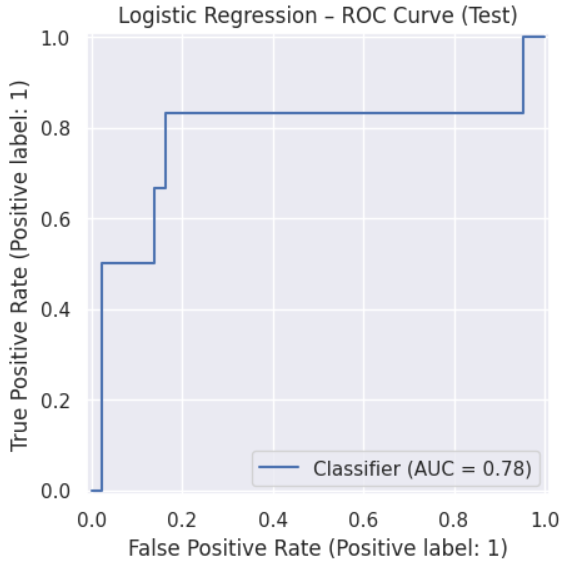 Logistic Regression – ROC Curve (Test)
True Positive Rate (Positive label: 1)
1.0
0.8
0.6
0.4
0.2
0.0
Classifier (AUC = 0.78)
0.0 0.2 0.4 0.6 0.8 1.0
False Positive Rate (Positive label: 1)